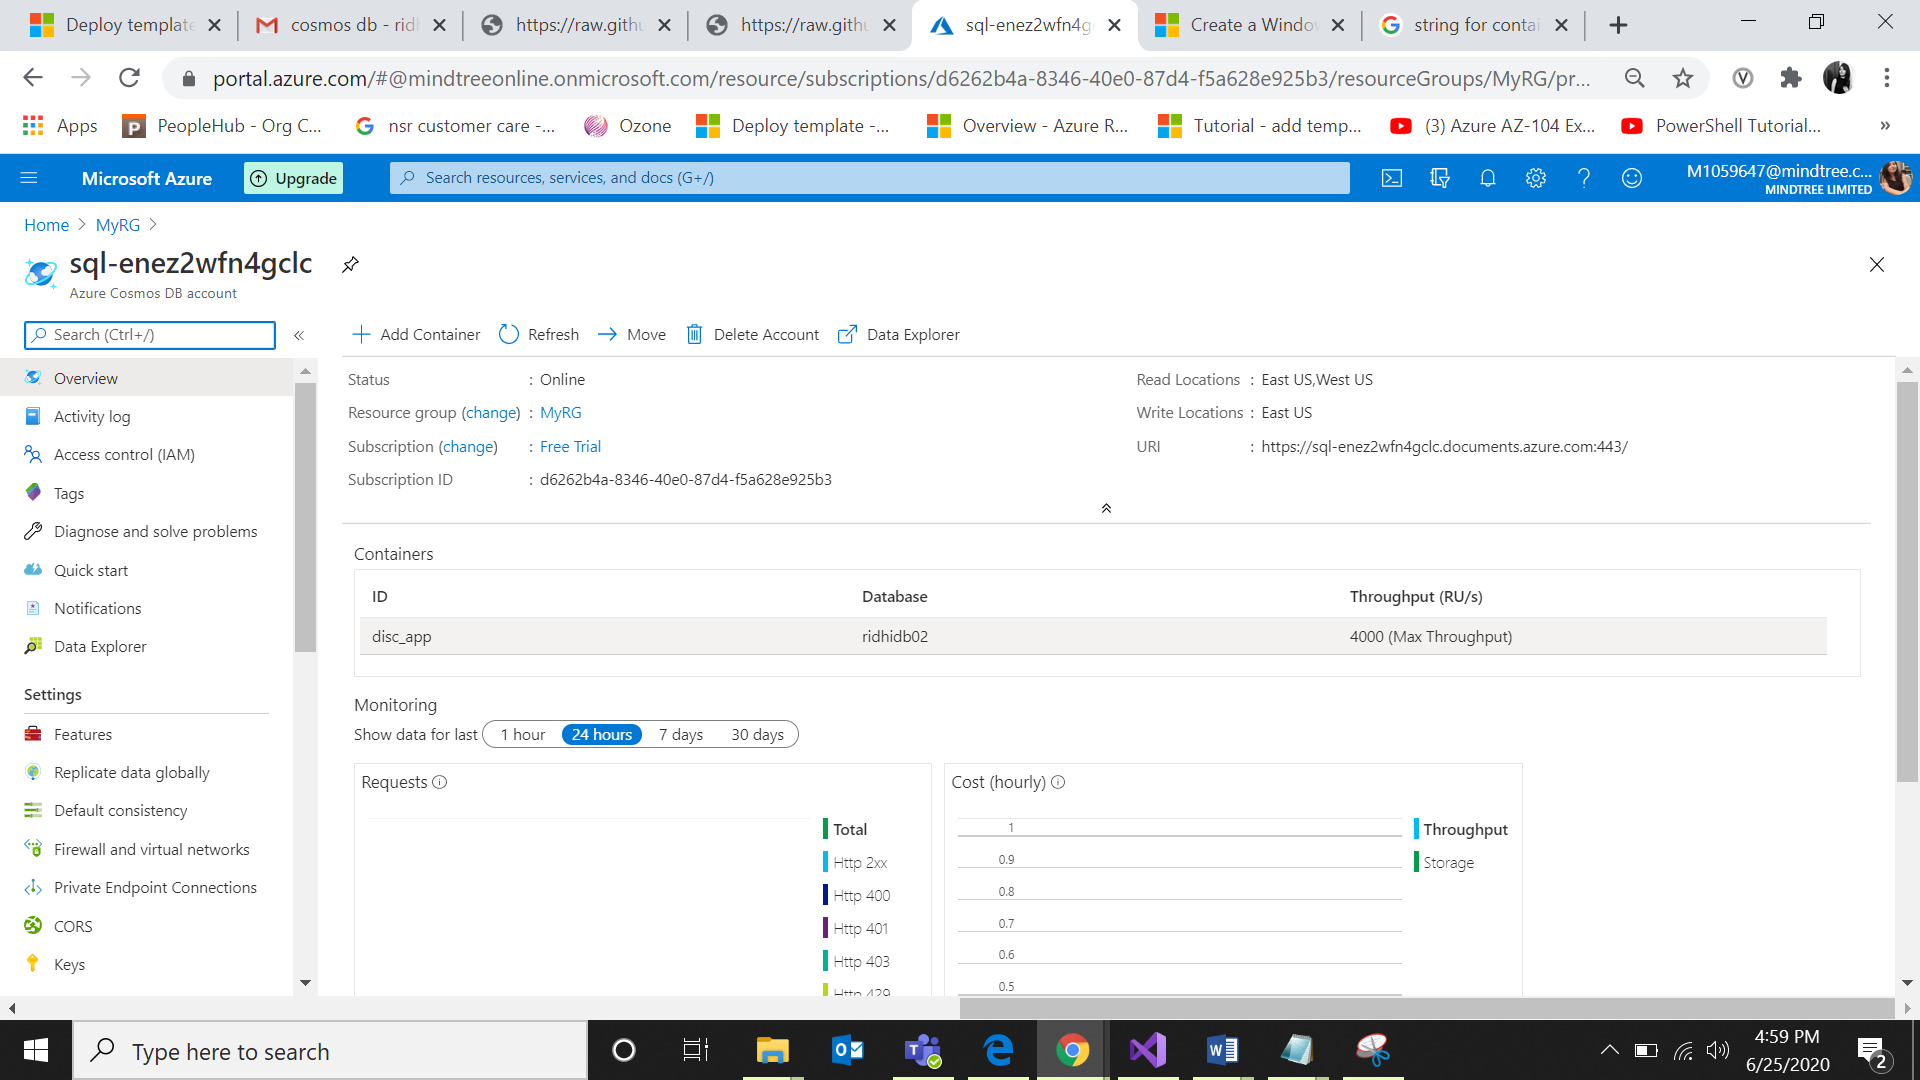 Deploy template
cosmos db - ridh
https://raw.githu
https://raw.githu
sql-enez2wfn4g
Create a Window
string for contai
portal.azure.com/#@mindtreeonline.onmicrosoft.com/resource/subscriptions/d6262b4a-8346-40e0-87d4-f5a628e925b3/resourceGroups/MyRG/pr...
Apps
PeopleHub - Org C...
nsr customer care -...
Ozone
Deploy template -...
Overview - Azure R...
Tutorial - add temp...
(3) Azure AZ-104 Ex...
PowerShell Tutorial...
Microsoft Azure
Upgrade
Search resources, services, and docs (G+/)
M1059647@mindtree.c...
MINDTREE LIMITED
Home > MyRG >
sql-enez2wfn4gclc
Azure Cosmos DB account
Search (Ctrl+/)
Add Container
Refresh
Move
Delete Account
Data Explorer
Overview
Activity log
Access control (IAM)
Tags
Diagnose and solve problems
Quick start
Notifications
Data Explorer
Settings
Features
Replicate data globally
Default consistency
Firewall and virtual networks
Private Endpoint Connections
CORS
Keys
Status : Online
Resource group (change) : MyRG
Subscription (change) : Free Trial
Subscription ID : d6262b4a-8346-40e0-87d4-f5a628e925b3
Read Locations : East US,West US
Write Locations : East US
URI : https://sql-enez2wfn4gclc.documents.azure.com:443/
Containers
ID Database Throughput (RU/s)
disc_app ridhidb02 4000 (Max Throughput)
Monitoring
Show data for last 1 hour 24 hours 7 days 30 days
Requests
Total
Http 2xx
Http 400
Http 401
Http 403
Http 429
Cost (hourly)
1
0.9
0.8
0.7
0.6
0.5
Throughput
Storage
Type here to search
4:59 PM
6/25/2020
2